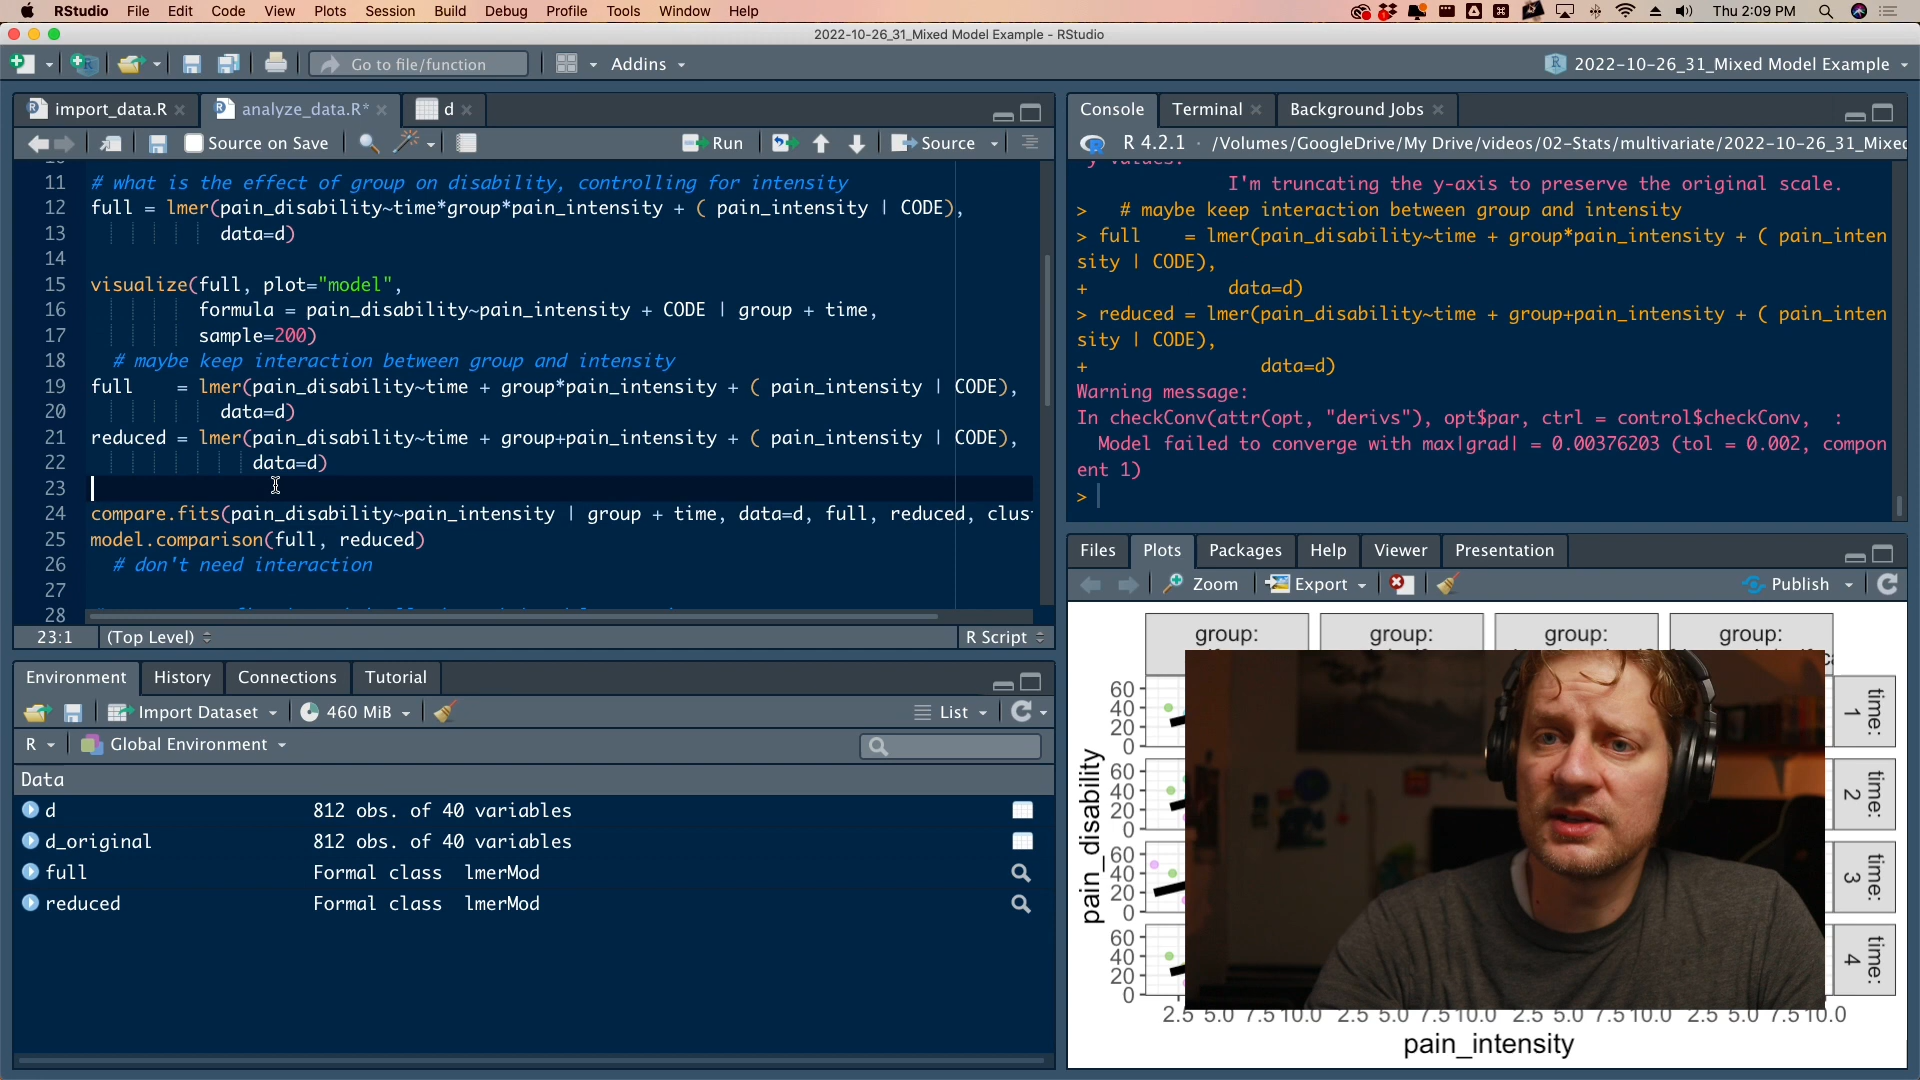 RStudio File Edit Code View Plots Session Build Debug Profile Tools Window Help Thu 2:09 PM
2022-10-26_31_Mixed Model Example - RStudio
Go to file/function Addins 2022-10-26_31_Mixed Model Example
import_data.R analyze_data.R* d
Source on Save Run Source
11 # what is the effect of group on disability, controlling for intensity
12 full = lmer(pain_disability~time*group*pain_intensity + ( pain_intensity | CODE),
13 data=d)
14
15 visualize(full, plot="model",
16 formula = pain_disability~pain_intensity + CODE | group + time,
17 sample=200)
18 # maybe keep interaction between group and intensity
19 full = lmer(pain_disability~time + group*pain_intensity + ( pain_intensity | CODE),
20 data=d)
21 reduced = lmer(pain_disability~time + group+pain_intensity + ( pain_intensity | CODE),
22 data=d)
23
24 compare.fits(pain_disability~pain_intensity | group + time, data=d, full, reduced, clus
25 model.comparison(full, reduced)
26 # don't need interaction
27
28
23:1 (Top Level) R Script
Environment History Connections Tutorial
Import Dataset 460 MiB List
R Global Environment
Data
d 812 obs. of 40 variables
d_original 812 obs. of 40 variables
full Formal class lmerMod
reduced Formal class lmerMod
Console Terminal Background Jobs
R 4.2.1 · /Volumes/GoogleDrive/My Drive/videos/02-Stats/multivariate/2022-10-26_31_Mixed
y values.
I'm truncating the y-axis to preserve the original scale.
> # maybe keep interaction between group and intensity
> full = lmer(pain_disability~time + group*pain_intensity + ( pain_inten
sity | CODE),
+ data=d)
> reduced = lmer(pain_disability~time + group+pain_intensity + ( pain_inten
sity | CODE),
+ data=d)
Warning message:
In checkConv(attr(opt, "derivs"), opt$par, ctrl = control$checkConv, :
Model failed to converge with max|grad| = 0.00376203 (tol = 0.002, compon
ent 1)
>
Files Plots Packages Help Viewer Presentation
Zoom Export Publish
group: group: group: group:
60
40
20
0
time: 1
60
40
20
0
time: 2
60
40
20
0
time: 3
60
40
20
0
time: 4
pain_disability
2.5 5.0 7.5 10.0 2.5 5.0 7.5 10.0 2.5 5.0 7.5 10.0 2.5 5.0 7.5 10.0
pain_intensity